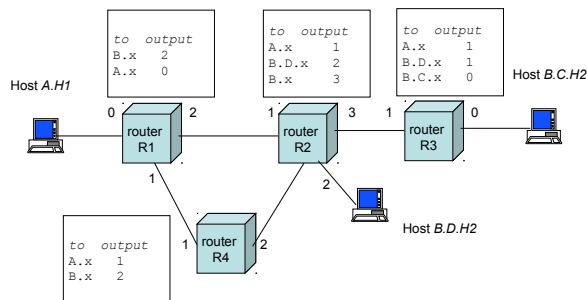 to output
B.x 2
A.x 0
to output
A.x 1
B.D.x 2
B.x 3
to output
A.x 1
B.D.x 1
B.C.x 0
Host A.H1
Host B.C.H2
0
2
1
3
1
0
router
R1
router
R2
router
R3
1
2
Host B.D.H2
to output
A.x 1
B.x 2
1
router
R4
2